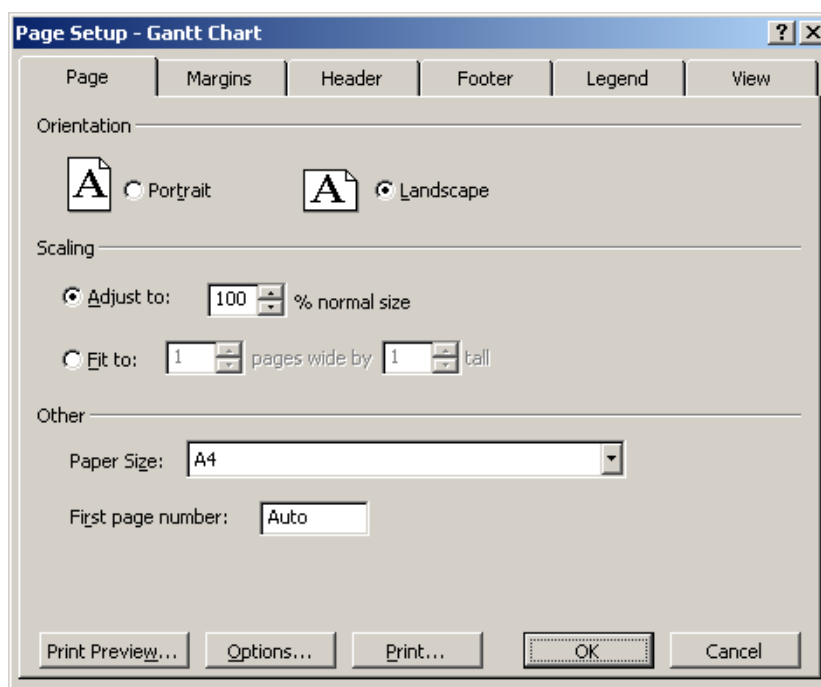 Page Setup - Gantt Chart ? X
Page Margins Header Footer Legend View
Orientation
A Portrait A Landscape
Scaling
Adjust to: 100 % normal size
Fit to: 1 pages wide by 1 tall
Other
Paper Size: A4
First page number: Auto
Print Preview... Options... Print... OK Cancel